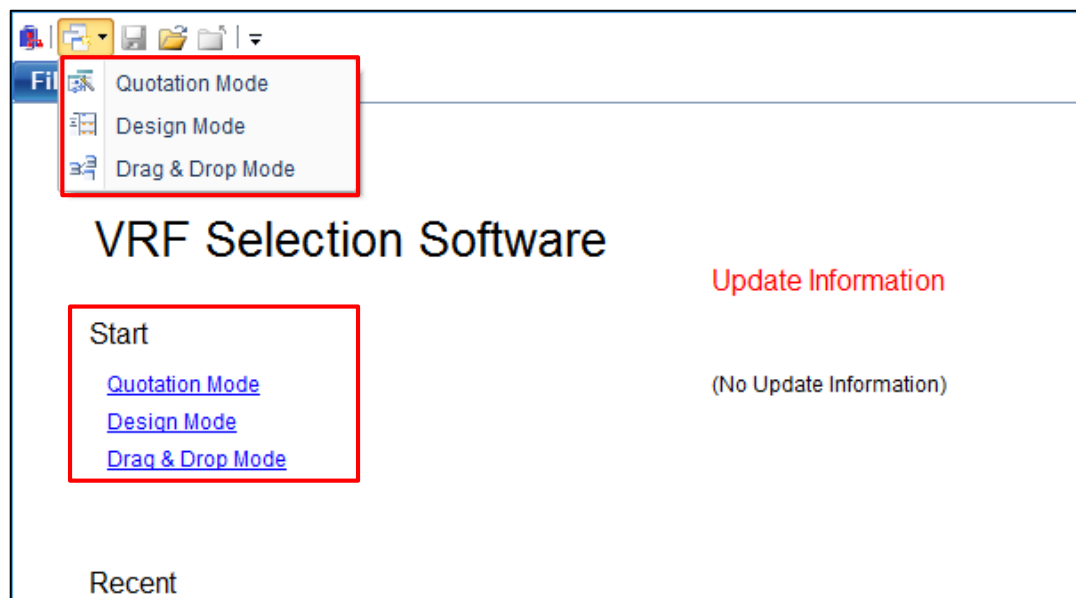 Fil
Quotation Mode
Design Mode
Drag & Drop Mode
VRF Selection Software
Update Information
Start
Quotation Mode
(No Update Information)
Design Mode
Drag & Drop Mode
Recent